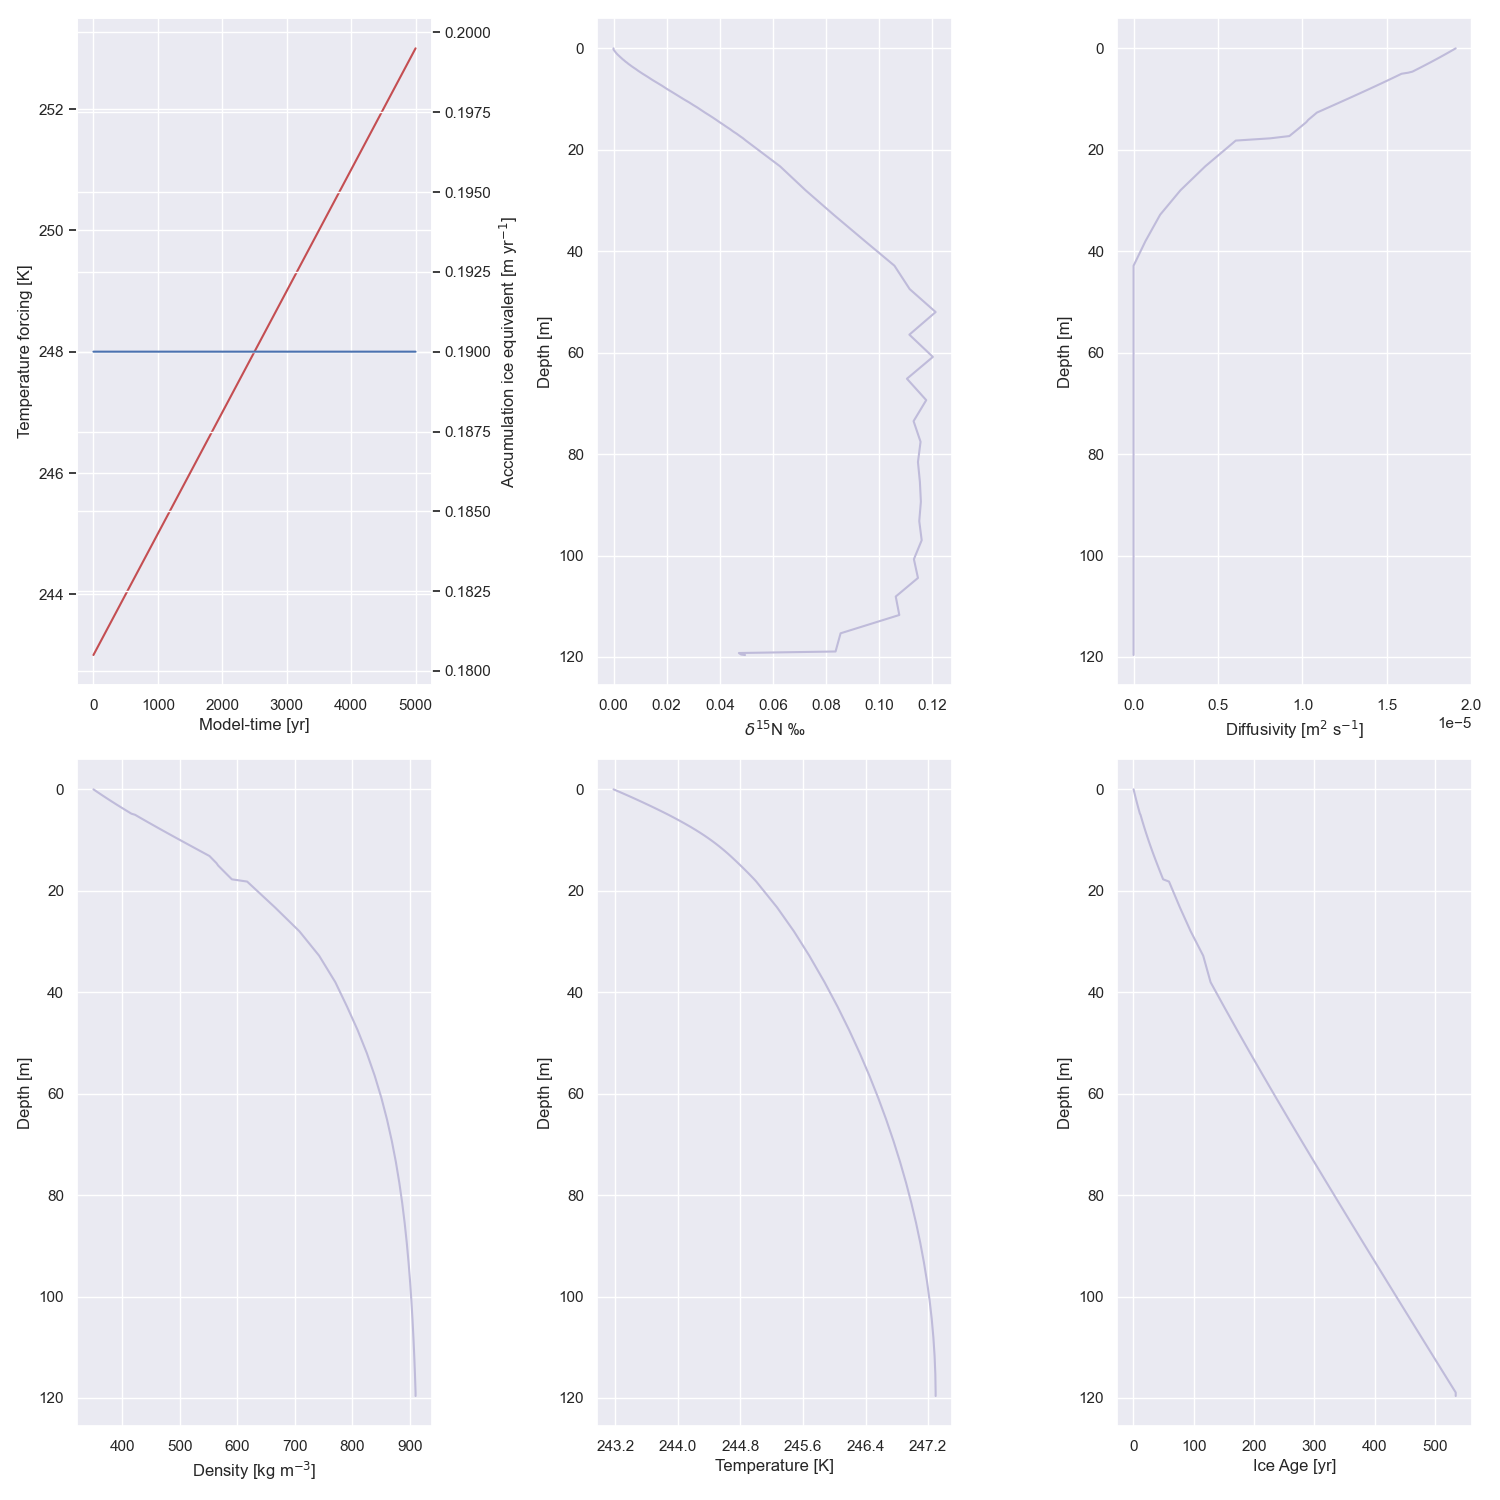 Temperature forcing [K]
252
250
248
246
244
0 1000 2000 3000 4000 5000
Model-time [yr]
0.2000
0.1975
0.1950
0.1925
0.1900
0.1875
0.1850
0.1825
0.1800
Accumulation ice equivalent [m yr⁻¹]
Depth [m]
0
20
40
60
80
100
120
0.00 0.02 0.04 0.06 0.08 0.10 0.12
δ¹⁵N ‰
Depth [m]
0
20
40
60
80
100
120
0.0 0.5 1.0 1.5 2.0
1e−5
Diffusivity [m² s⁻¹]
Depth [m]
0
20
40
60
80
100
120
400 500 600 700 800 900
Density [kg m⁻³]
Depth [m]
0
20
40
60
80
100
120
243.2 244.0 244.8 245.6 246.4 247.2
Temperature [K]
Depth [m]
0
20
40
60
80
100
120
0 100 200 300 400 500
Ice Age [yr]